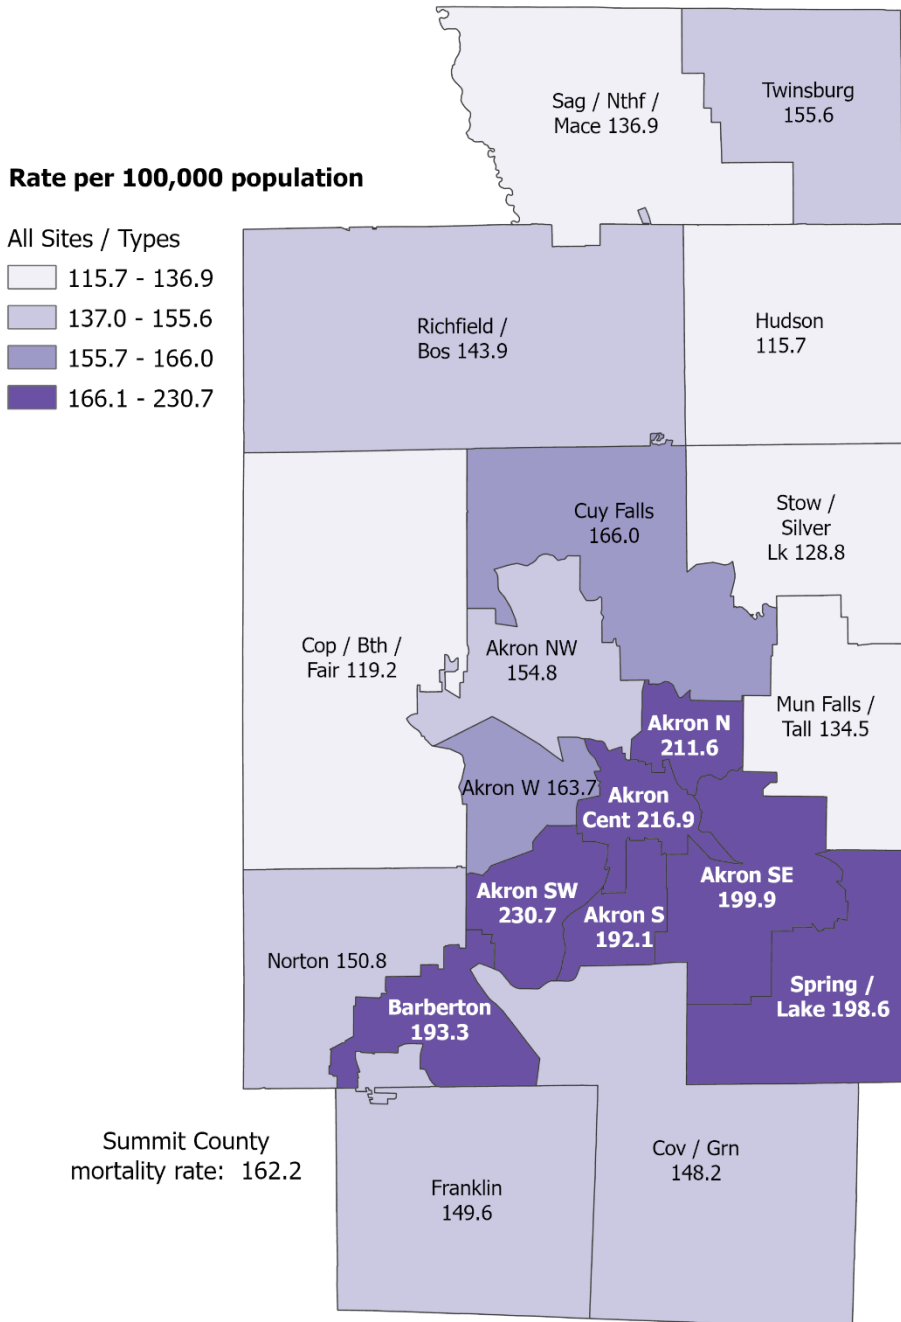 Sag / Nthf /
Mace 136.9
Twinsburg
155.6
Rate per 100,000 population
All Sites / Types
115.7 - 136.9
137.0 - 155.6
155.7 - 166.0
166.1 - 230.7
Richfield /
Bos 143.9
Hudson
115.7
Cuy Falls
166.0
Stow /
Silver
Lk 128.8
Cop / Bth /
Fair 119.2
Akron NW
154.8
Mun Falls /
Tall 134.5
Akron N
211.6
Akron W 163.7
Akron
Cent 216.9
Akron SW
230.7
Akron S
192.1
Akron SE
199.9
Norton 150.8
Barberton
193.3
Spring /
Lake 198.6
Summit County
mortality rate: 162.2
Franklin
149.6
Cov / Grn
148.2